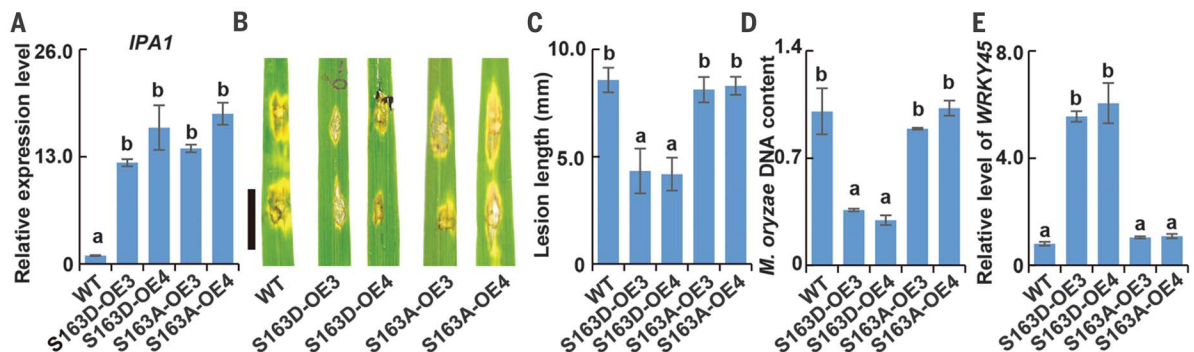 A
IPA1
Relative expression level
26.0
13.0
0
a
b
b
b
b
WT
S163D-OE3
S163D-OE4
S163A-OE3
S163A-OE4
B
WT
S163D-OE3
S163D-OE4
S163A-OE3
S163A-OE4
C
Lesion length (mm)
10.0
5.0
0
b
a
a
b
b
WT
S163D-OE3
S163D-OE4
S163A-OE3
S163A-OE4
D
M. oryzae DNA content
1.4
0.7
0
b
a
a
b
b
WT
S163D-OE3
S163D-OE4
S163A-OE3
S163A-OE4
E
Relative level of WRKY45
8.0
4.0
0
a
b
b
a
a
WT
S163D-OE3
S163D-OE4
S163A-OE3
S163A-OE4